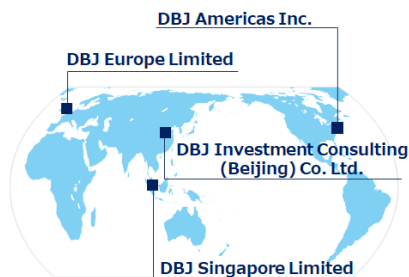 DBJ Americas Inc.
DBJ Europe Limited
DBJ Investment Consulting
(Beijing) Co. Ltd.
DBJ Singapore Limited